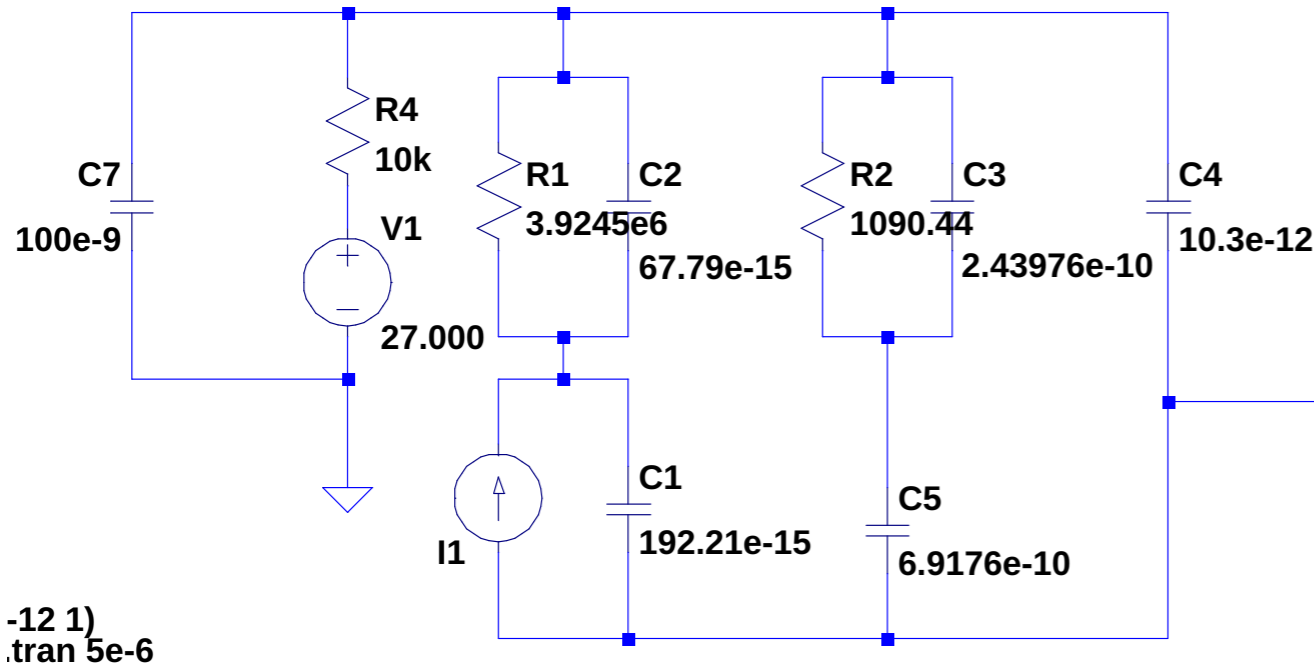 R4
10k
C7
100e-9
V1
27.000
R1
3.9245e6
C2
67.79e-15
R2
1090.44
C3
2.43976e-10
C4
10.3e-12
I1
C1
192.21e-15
C5
6.9176e-10
-12 1)
.tran 5e-6